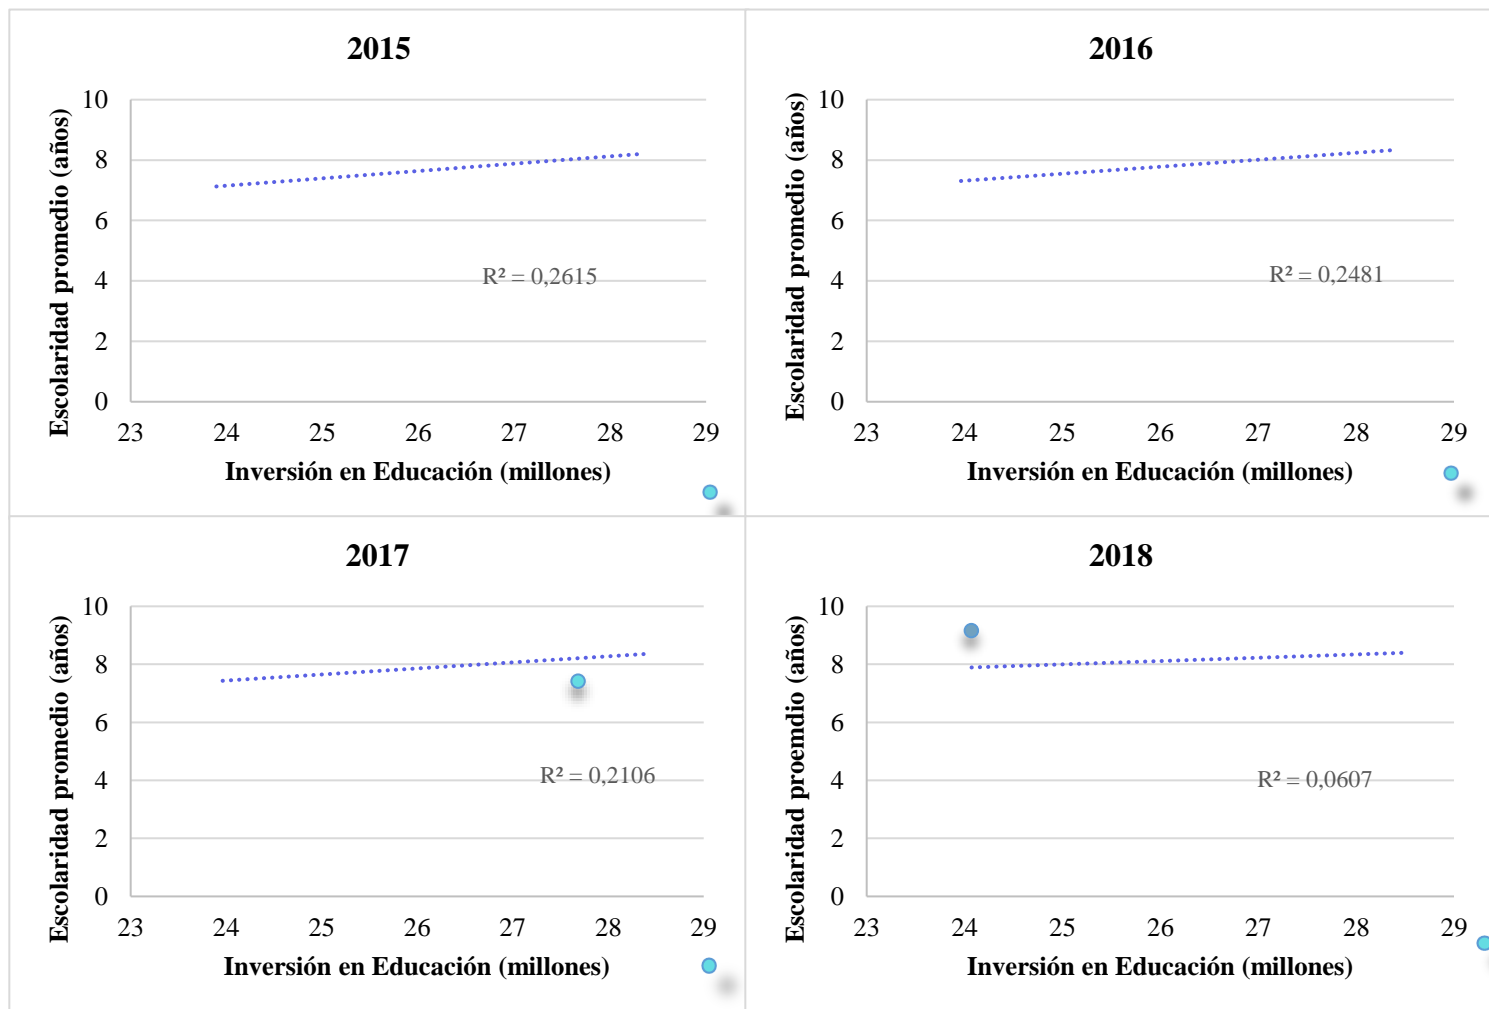 2015
10
8
6
4
2
0
Escolaridad promedio (años)
R² = 0,2615
23 24 25 26 27 28 29
Inversión en Educación (millones)
2016
10
8
6
4
2
0
Escolaridad promedio (años)
R² = 0,2481
23 24 25 26 27 28 29
Inversión en Educación (millones)
2017
10
8
6
4
2
0
Escolaridad promedio (años)
R² = 0,2106
23 24 25 26 27 28 29
Inversión en Educación (millones)
2018
10
8
6
4
2
0
Escolaridad proemdio (años)
R² = 0,0607
23 24 25 26 27 28 29
Inversión en Educación (millones)